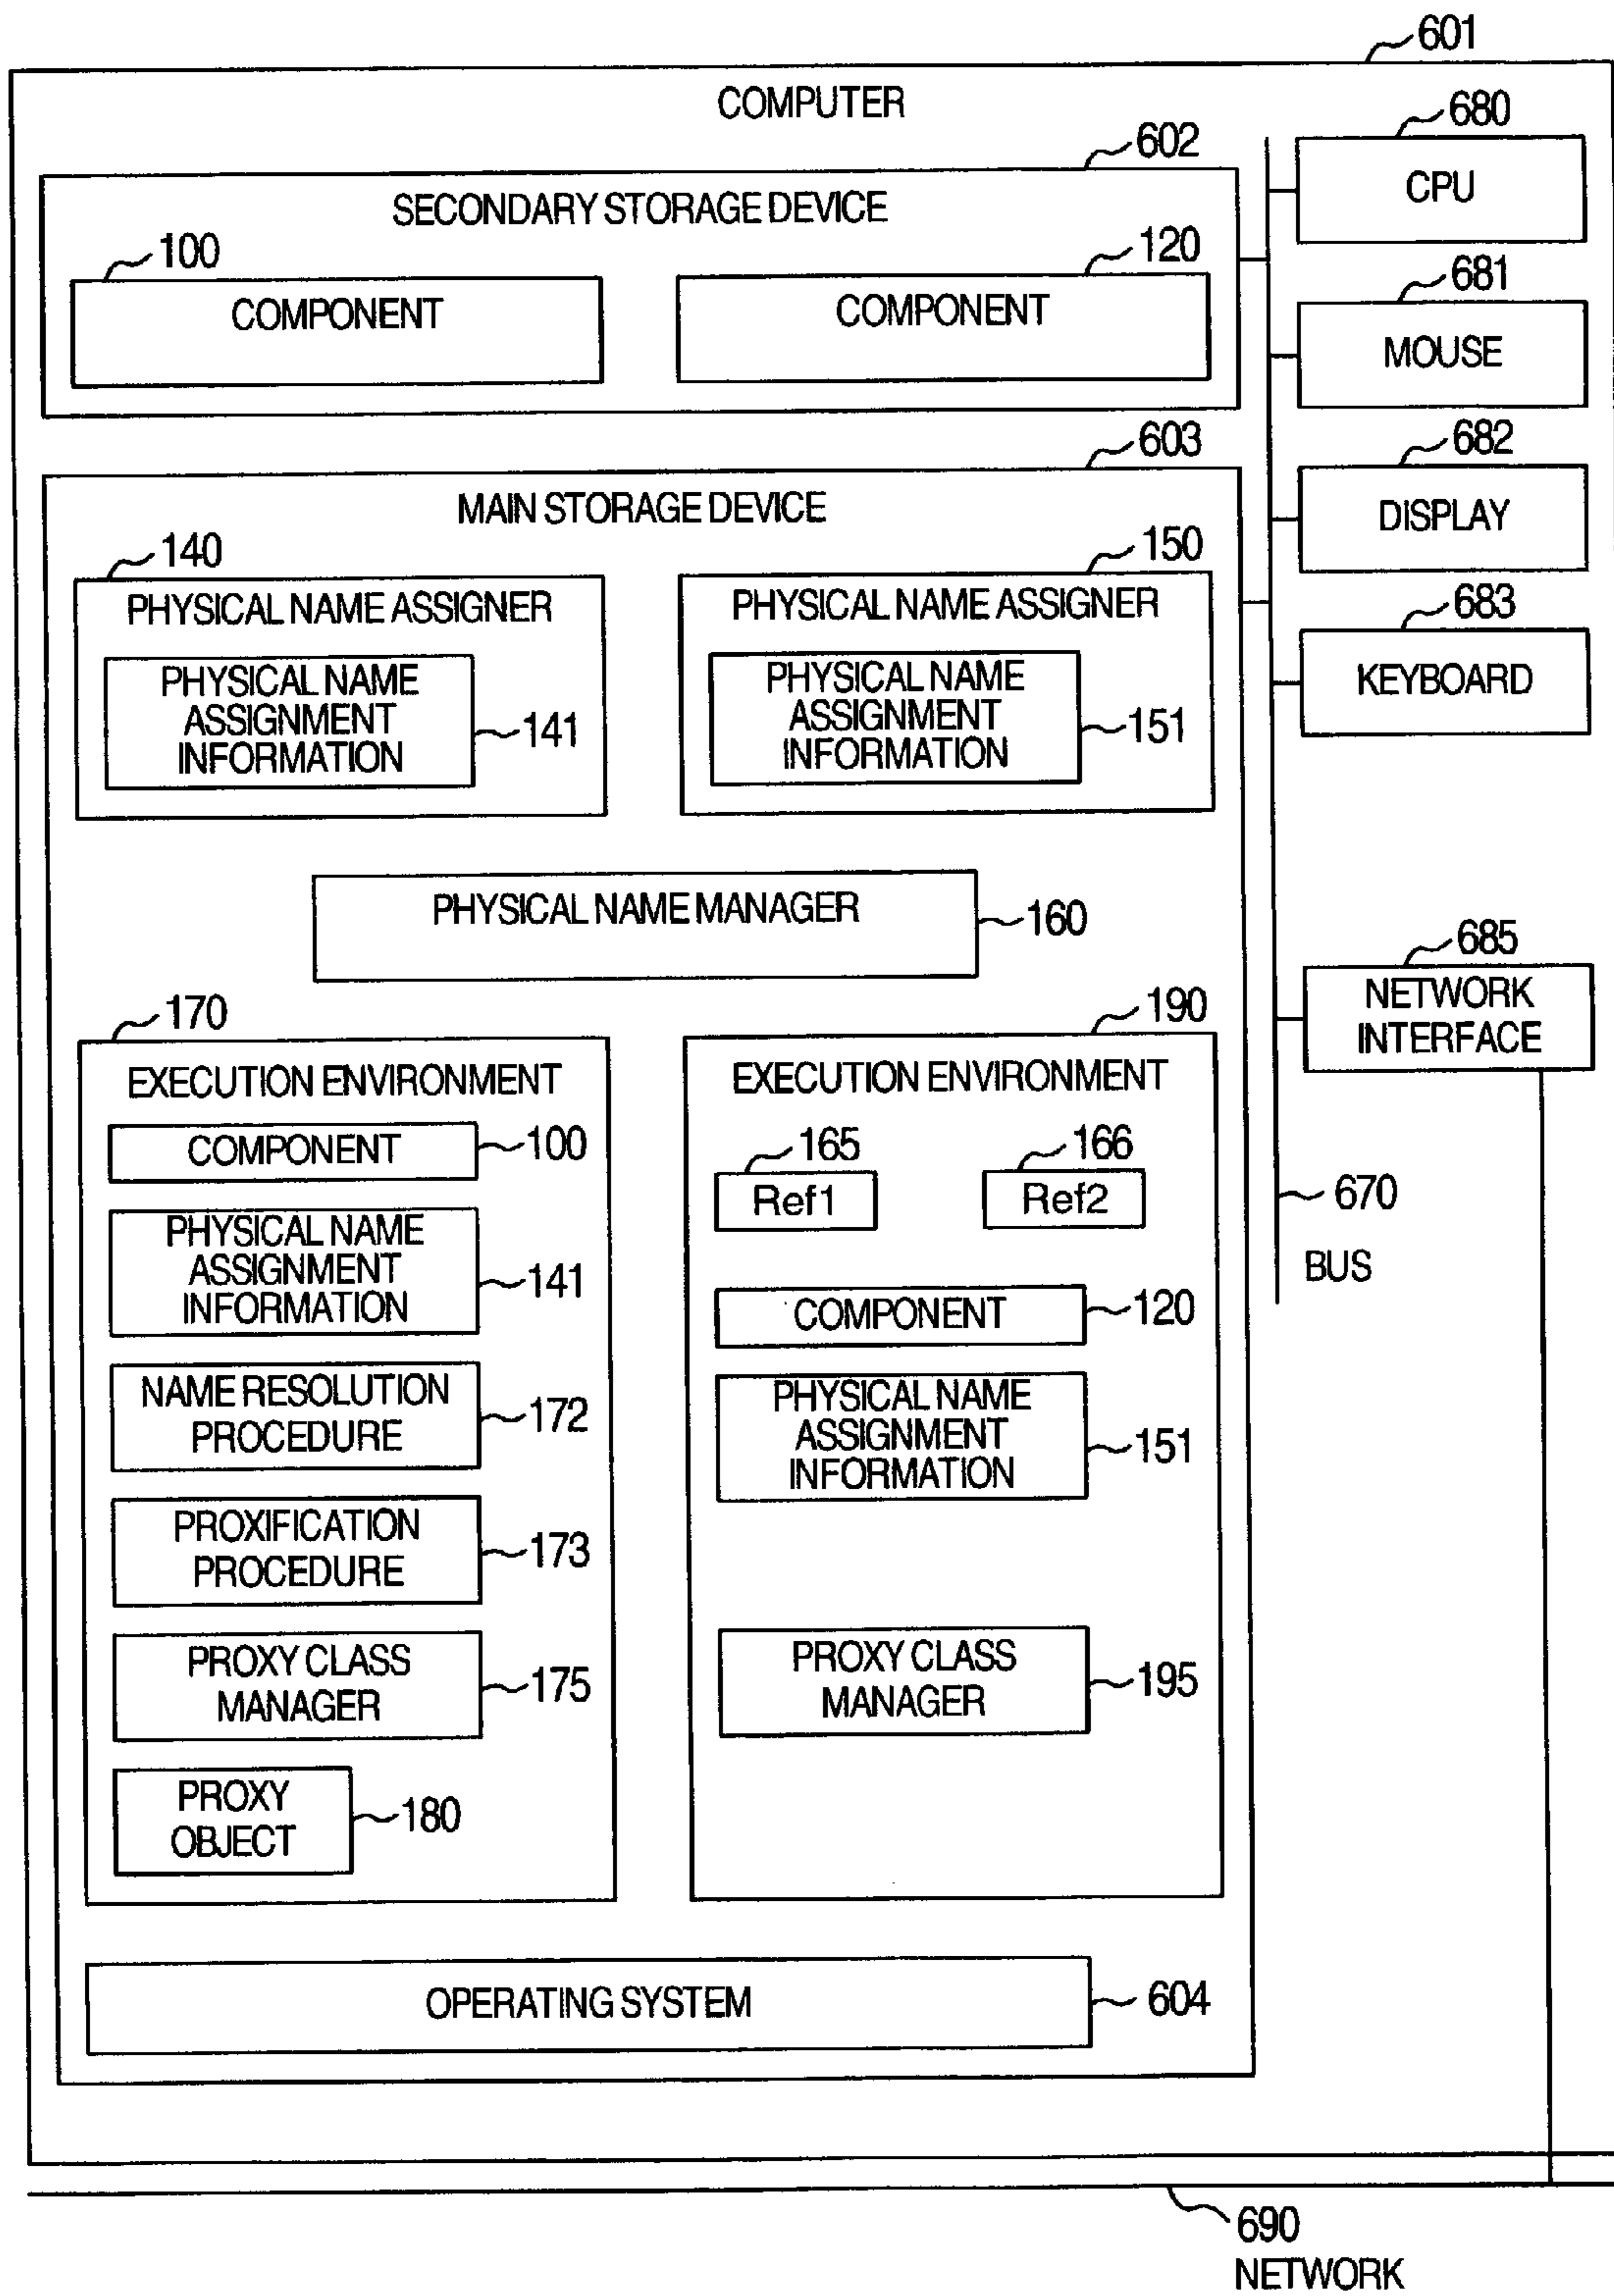 601
COMPUTER
602
SECONDARY STORAGE DEVICE
100
COMPONENT
120
COMPONENT
680
CPU
681
MOUSE
682
DISPLAY
683
KEYBOARD
603
MAIN STORAGE DEVICE
140
PHYSICAL NAME ASSIGNER
PHYSICAL NAME
ASSIGNMENT
INFORMATION
141
150
PHYSICAL NAME ASSIGNER
PHYSICAL NAME
ASSIGNMENT
INFORMATION
151
PHYSICAL NAME MANAGER
160
685
NETWORK
INTERFACE
170
EXECUTION ENVIRONMENT
COMPONENT
100
PHYSICAL NAME
ASSIGNMENT
INFORMATION
141
NAME RESOLUTION
PROCEDURE
172
PROXIFICATION
PROCEDURE
173
PROXY CLASS
MANAGER
175
PROXY
OBJECT
180
190
EXECUTION ENVIRONMENT
165
Ref1
166
Ref2
COMPONENT
120
PHYSICAL NAME
ASSIGNMENT
INFORMATION
151
PROXY CLASS
MANAGER
195
670
BUS
OPERATING SYSTEM
604
690
NETWORK